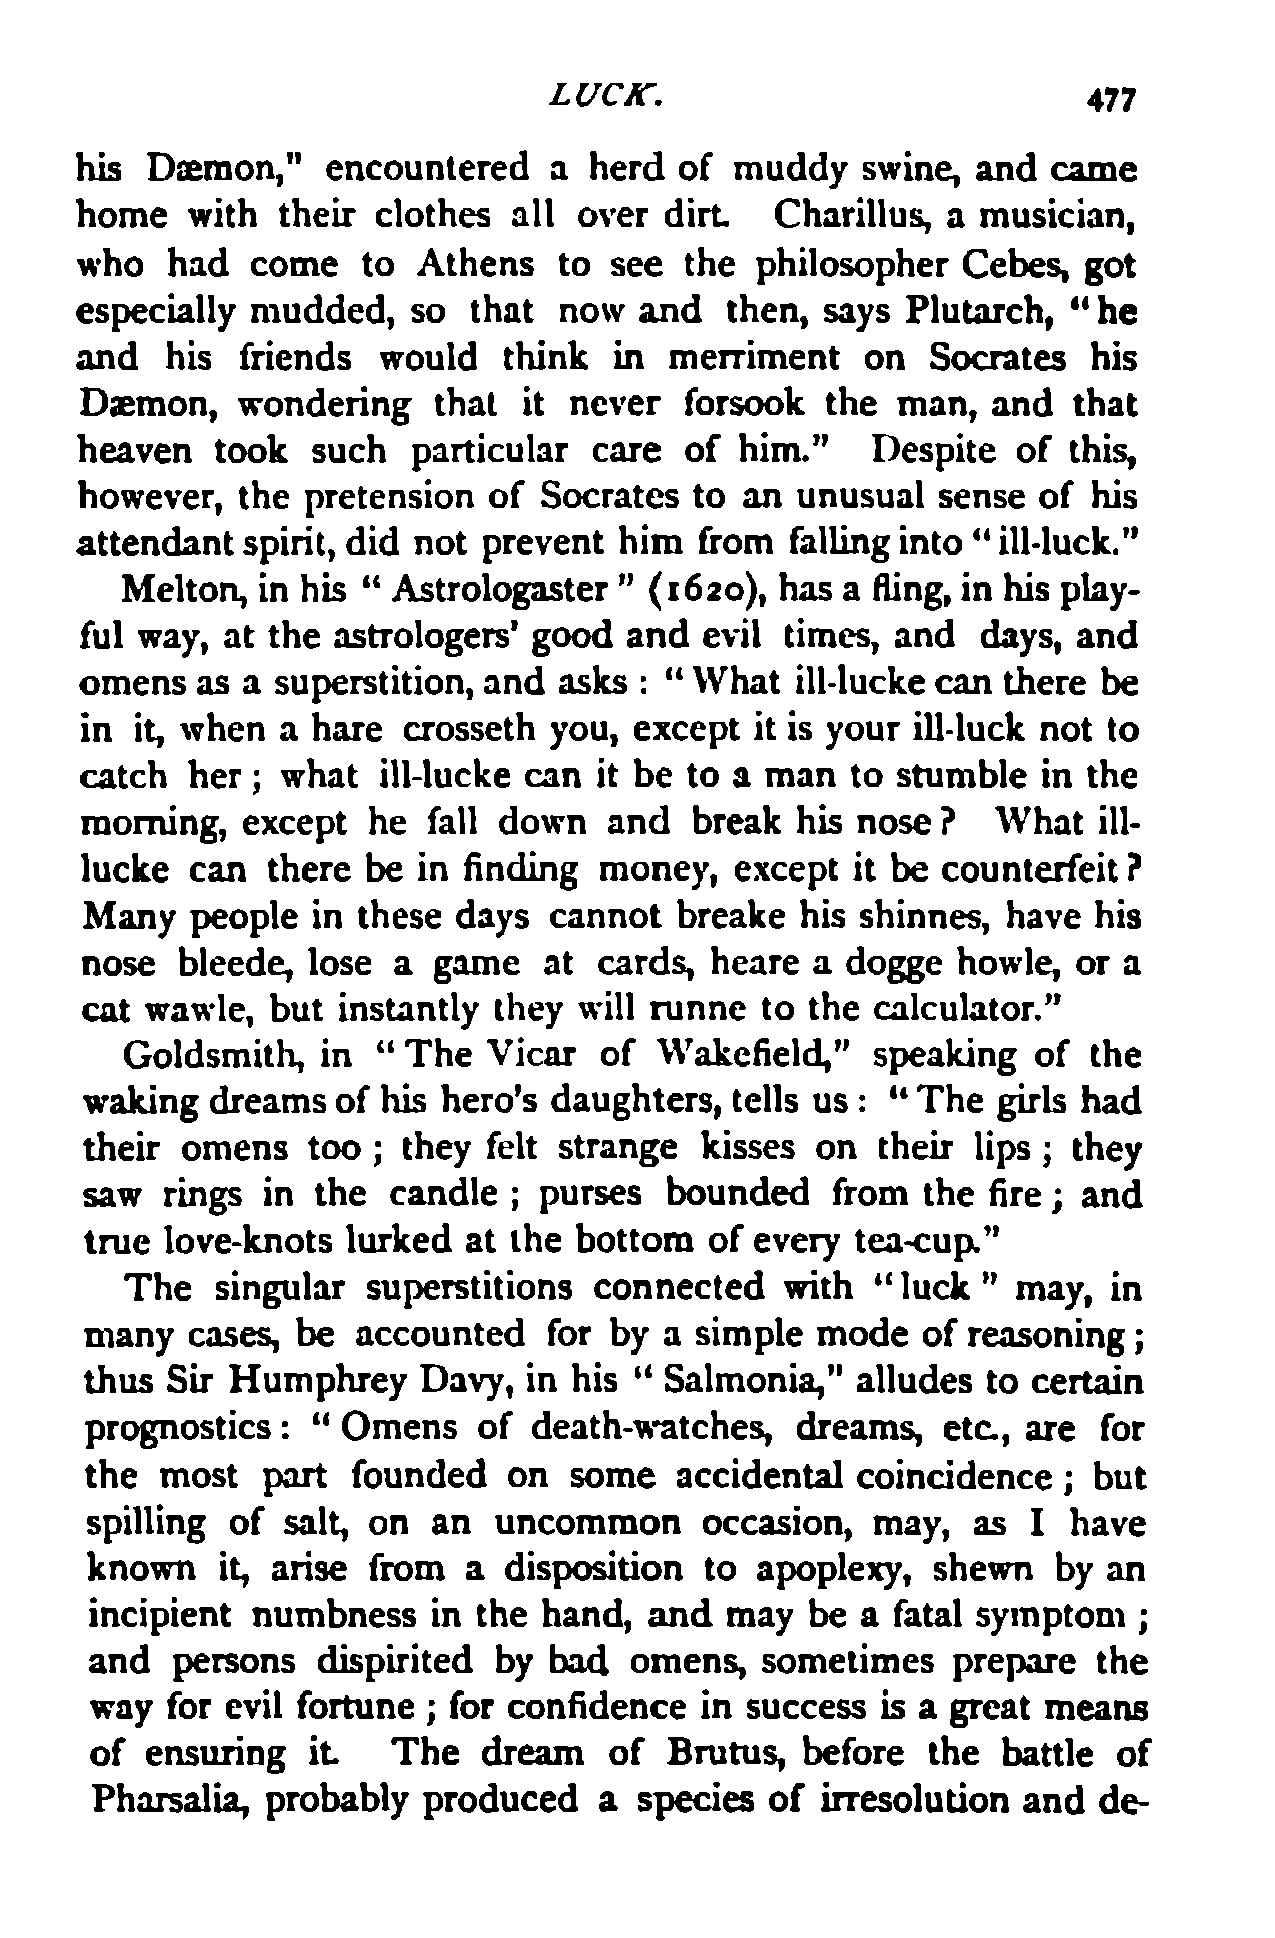 LUCK. 477
his Dæmon," encountered a herd of muddy swine, and came
home with their clothes all over dirt. Charillus, a musician,
who had come to Athens to see the philosopher Cebes, got
especially mudded, so that now and then, says Plutarch, "he
and his friends would think in merriment on Socrates his
Dæmon, wondering that it never forsook the man, and that
heaven took such particular care of him." Despite of this,
however, the pretension of Socrates to an unusual sense of his
attendant spirit, did not prevent him from falling into "ill-luck."
Melton, in his "Astrologaster" (1620), has a fling, in his play-
ful way, at the astrologers' good and evil times, and days, and
omens as a superstition, and asks : "What ill-lucke can there be
in it, when a hare crosseth you, except it is your ill-luck not to
catch her ; what ill-lucke can it be to a man to stumble in the
morning, except he fall down and break his nose ? What ill-
lucke can there be in finding money, except it be counterfeit ?
Many people in these days cannot breake his shinnes, have his
nose bleede, lose a game at cards, heare a dogge howle, or a
cat wawle, but instantly they will runne to the calculator."
Goldsmith, in "The Vicar of Wakefield," speaking of the
waking dreams of his hero's daughters, tells us : "The girls had
their omens too ; they felt strange kisses on their lips ; they
saw rings in the candle ; purses bounded from the fire ; and
true love-knots lurked at the bottom of every tea-cup."
The singular superstitions connected with "luck" may, in
many cases, be accounted for by a simple mode of reasoning ;
thus Sir Humphrey Davy, in his "Salmonia," alludes to certain
prognostics : "Omens of death-watches, dreams, etc., are for
the most part founded on some accidental coincidence ; but
spilling of salt, on an uncommon occasion, may, as I have
known it, arise from a disposition to apoplexy, shewn by an
incipient numbness in the hand, and may be a fatal symptom ;
and persons dispirited by bad omens, sometimes prepare the
way for evil fortune ; for confidence in success is a great means
of ensuring it. The dream of Brutus, before the battle of
Pharsalia, probably produced a species of irresolution and de-